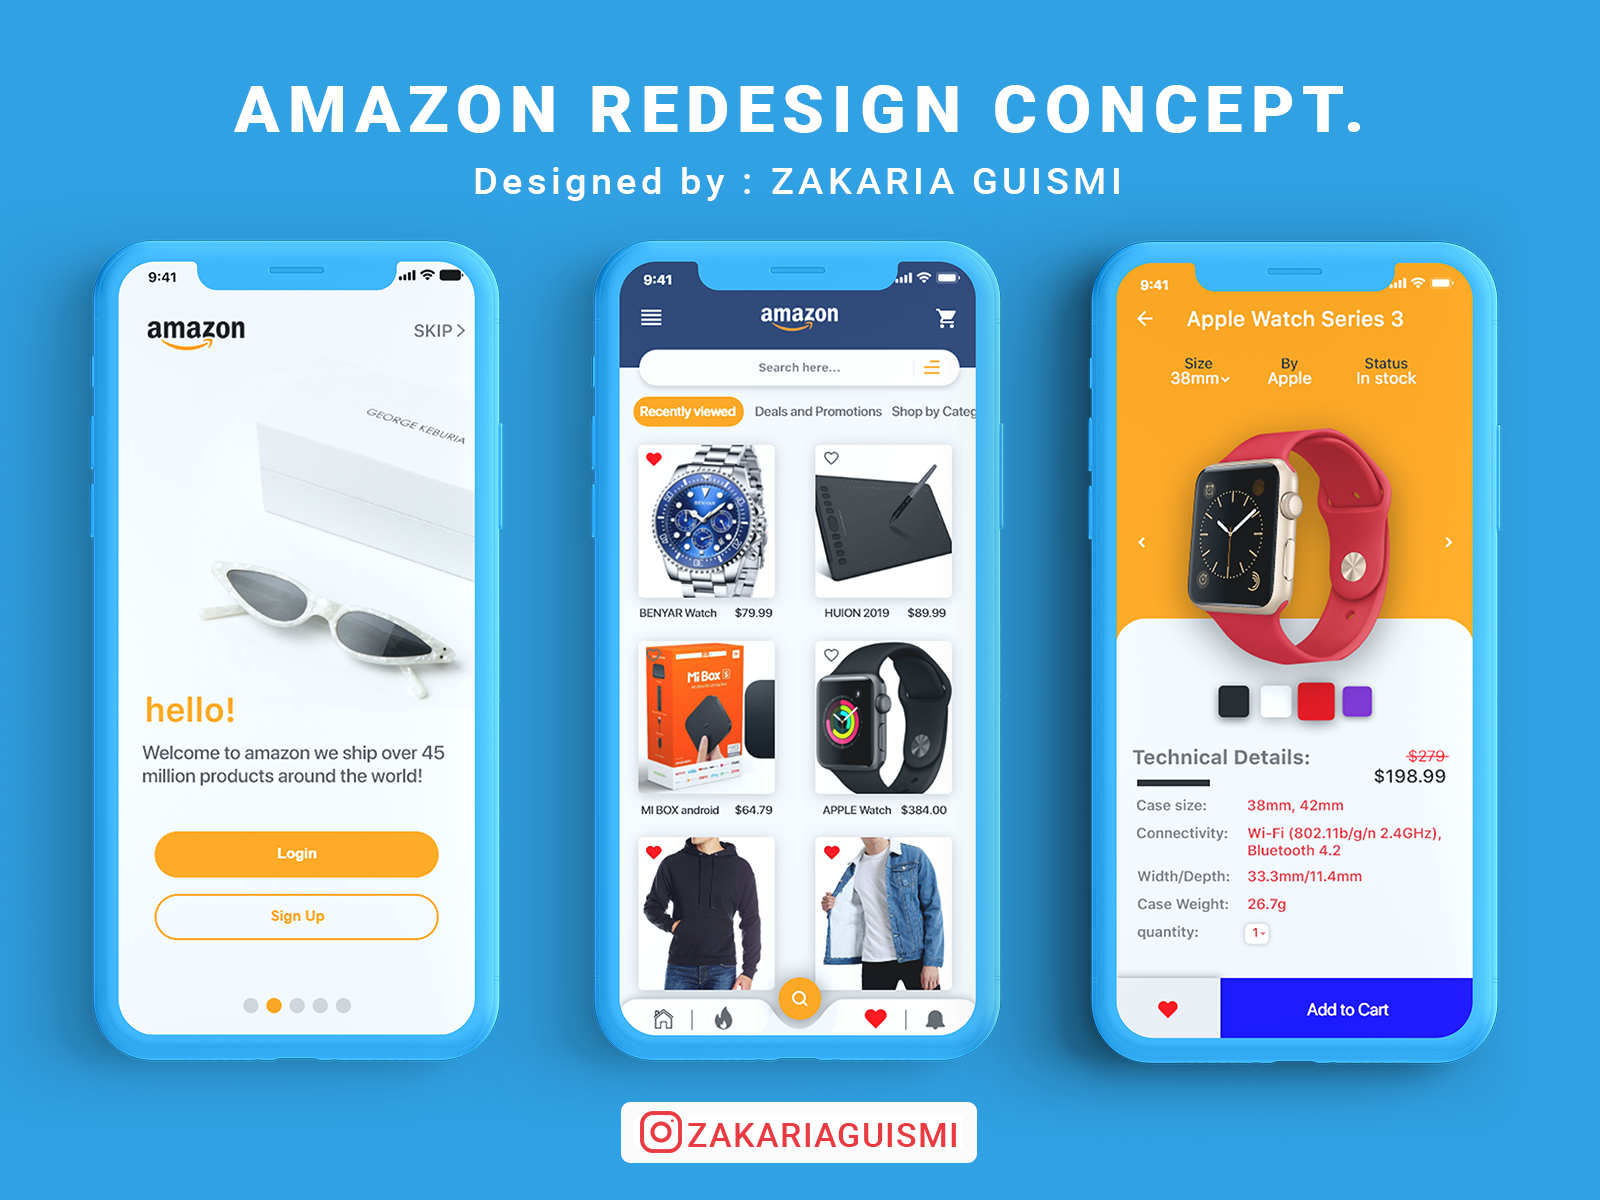 AMAZON REDESIGN CONCEPT.
Designed by : ZAKARIA GUISMI
9:41
amazon
SKIP
GEORGE KEBURIA
hello!
Welcome to amazon we ship over 45
million products around the world!
Login
Sign Up
9:41
amazon
Search here...
Recently viewed Deals and Promotions Shop by Categ
BENYAR
BENYAR Watch $79.99
HUION 2019 $89.99
Mi Box S
MI BOX android $64.79
APPLE Watch $384.00
9:41
Apple Watch Series 3
Size By Status
38mm Apple In stock
Technical Details:
$279
$198.99
Case size: 38mm, 42mm
Connectivity: Wi-Fi (802.11b/g/n 2.4GHz),
Bluetooth 4.2
Width/Depth: 33.3mm/11.4mm
Case Weight: 26.7g
quantity: 1
Add to Cart
ZAKARIAGUISMI